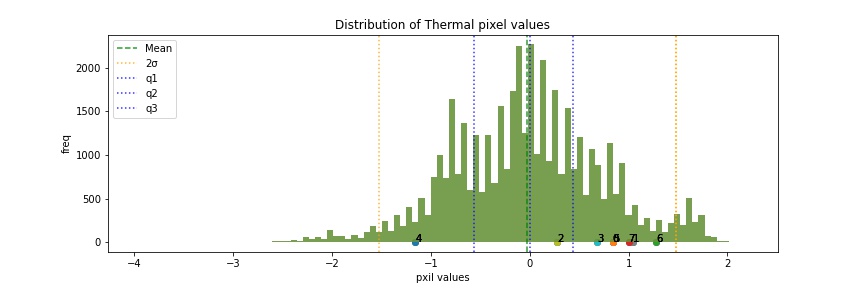 Distribution of Thermal pixel values
Mean
2σ
q1
q2
q3
freq
2000
1500
1000
500
0
4 2 3 7 1 6
−4 −3 −2 −1 0 1 2
pxil values